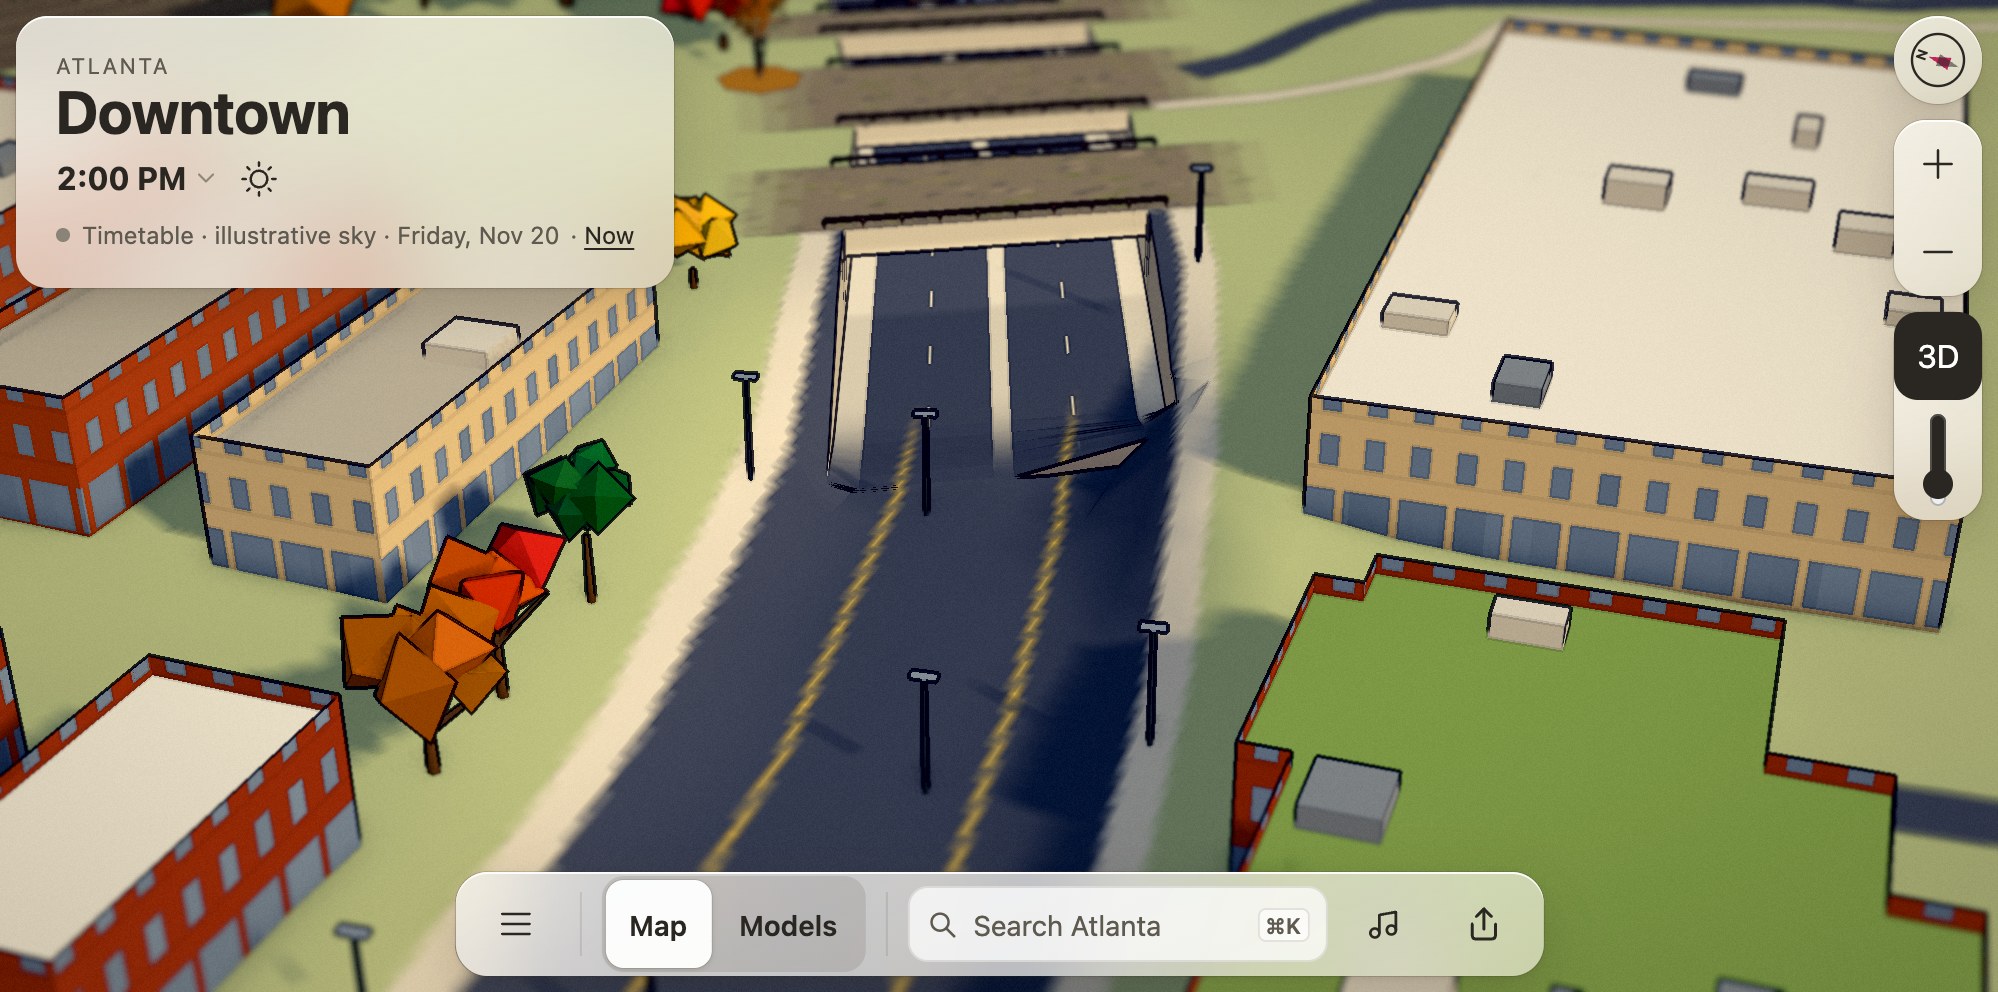 ATLANTA
Downtown
2:00 PM
Timetable · illustrative sky · Friday, Nov 20 · Now
N
+
−
3D
Map
Models
Search Atlanta
⌘K